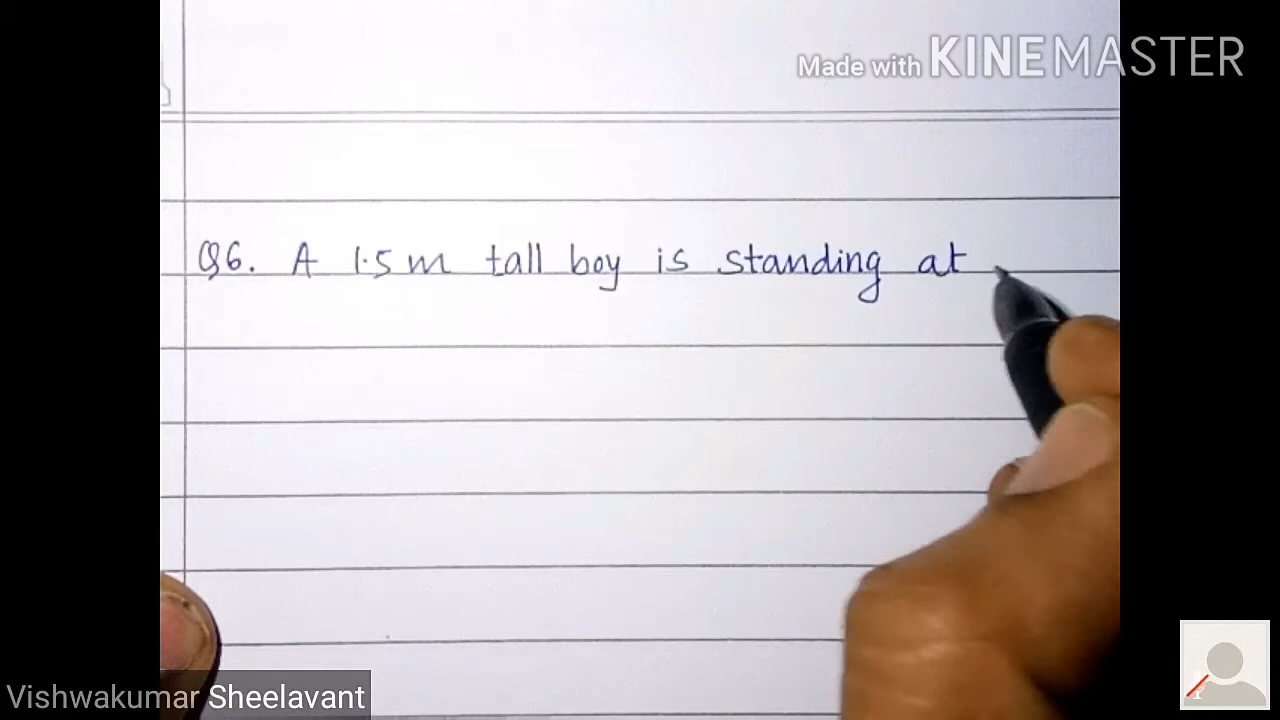 Made with KINEMASTER
Q6. A 1.5 m tall boy is standing at
Vishwakumar Sheelavant